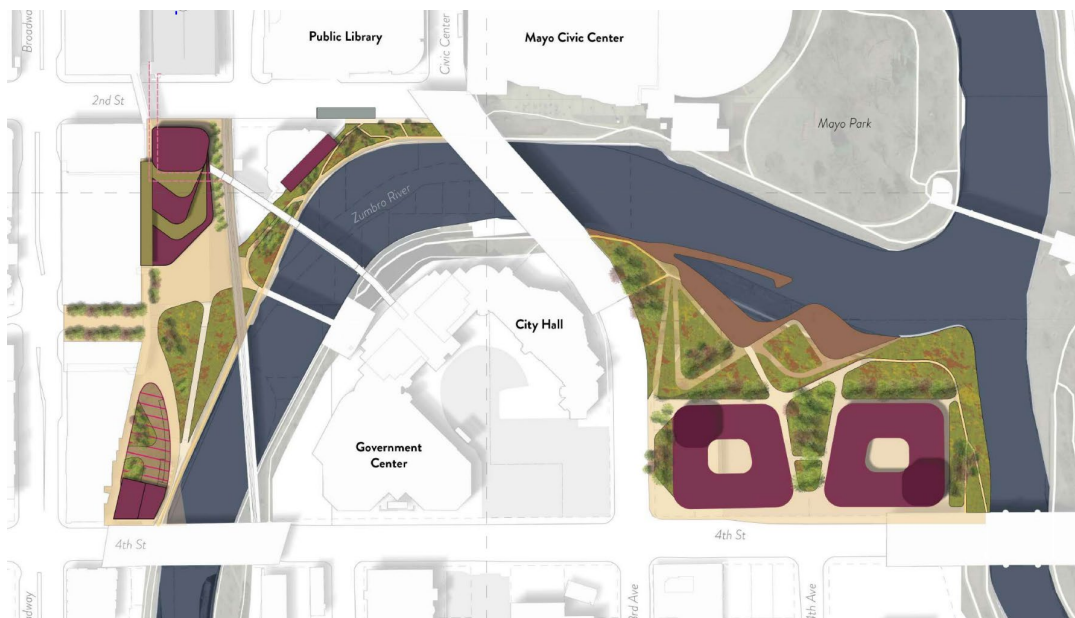 Broadway
Public Library
Civic Center
Mayo Civic Center
2nd St
Mayo Park
Zumbro River
City Hall
Government
Center
4th St
4th St
3rd Ave
4th Ave